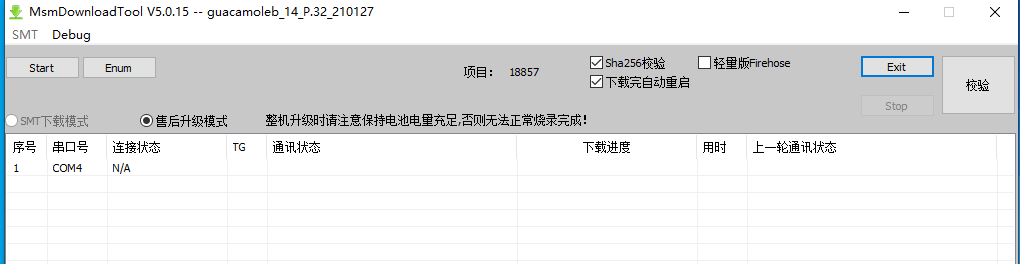 MsmDownloadTool V5.0.15 -- guacamoleb_14_P.32_210127
SMT Debug
Start Enum 项目: 18857 Sha256校验 轻量版Firehose Exit 校验
下载完自动重启 Stop
SMT下载模式 售后升级模式 整机升级时请注意保持电池电量充足,否则无法正常烧录完成!
序号 串口号 连接状态 TG 通讯状态 下载进度 用时 上一轮通讯状态
1 COM4 N/A